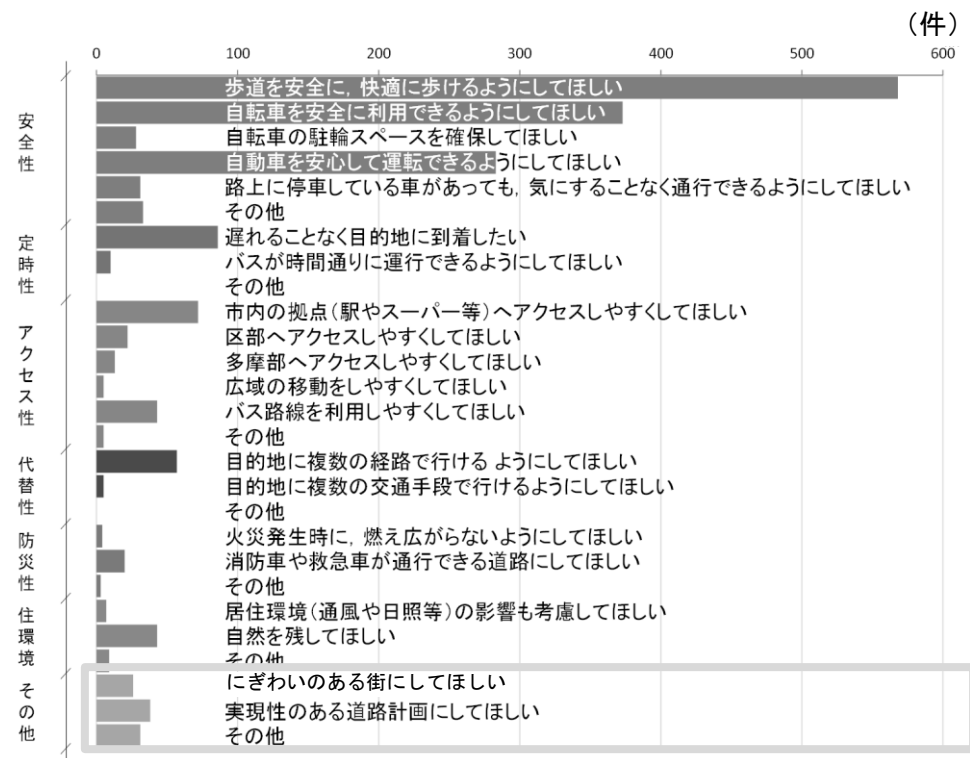 (件)
0 100 200 300 400 500 600
安全性
歩道を安全に，快適に歩けるようにしてほしい
自転車を安全に利用できるようにしてほしい
自転車の駐輪スペースを確保してほしい
自動車を安心して運転できるようにしてほしい
路上に停車している車があっても，気にすることなく通行できるようにしてほしい
その他
定時性
遅れることなく目的地に到着したい
バスが時間通りに運行できるようにしてほしい
その他
アクセス性
市内の拠点（駅やスーパー等）へアクセスしやすくしてほしい
区部へアクセスしやすくしてほしい
多摩部へアクセスしやすくしてほしい
広域の移動をしやすくしてほしい
バス路線を利用しやすくしてほしい
その他
代替性
目的地に複数の経路で行ける ようにしてほしい
目的地に複数の交通手段で行けるようにしてほしい
その他
防災性
火災発生時に，燃え広がらないようにしてほしい
消防車や救急車が通行できる道路にしてほしい
その他
住環境
居住環境（通風や日照等）の影響も考慮してほしい
自然を残してほしい
その他
その他
にぎわいのある街にしてほしい
実現性のある道路計画にしてほしい
その他